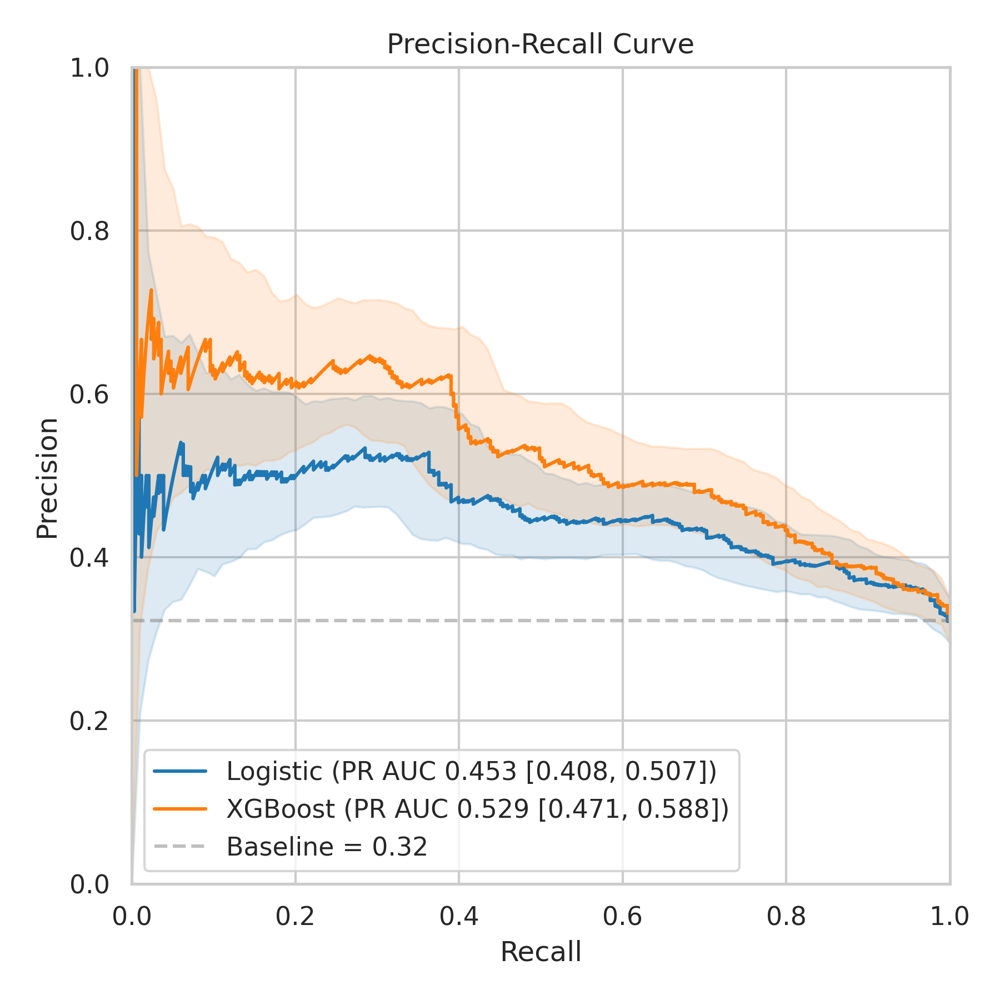 Precision-Recall Curve
1.0
0.8
0.6
0.4
0.2
0.0
Precision
Logistic (PR AUC 0.453 [0.408, 0.507])
XGBoost (PR AUC 0.529 [0.471, 0.588])
Baseline = 0.32
0.0 0.2 0.4 0.6 0.8 1.0
Recall